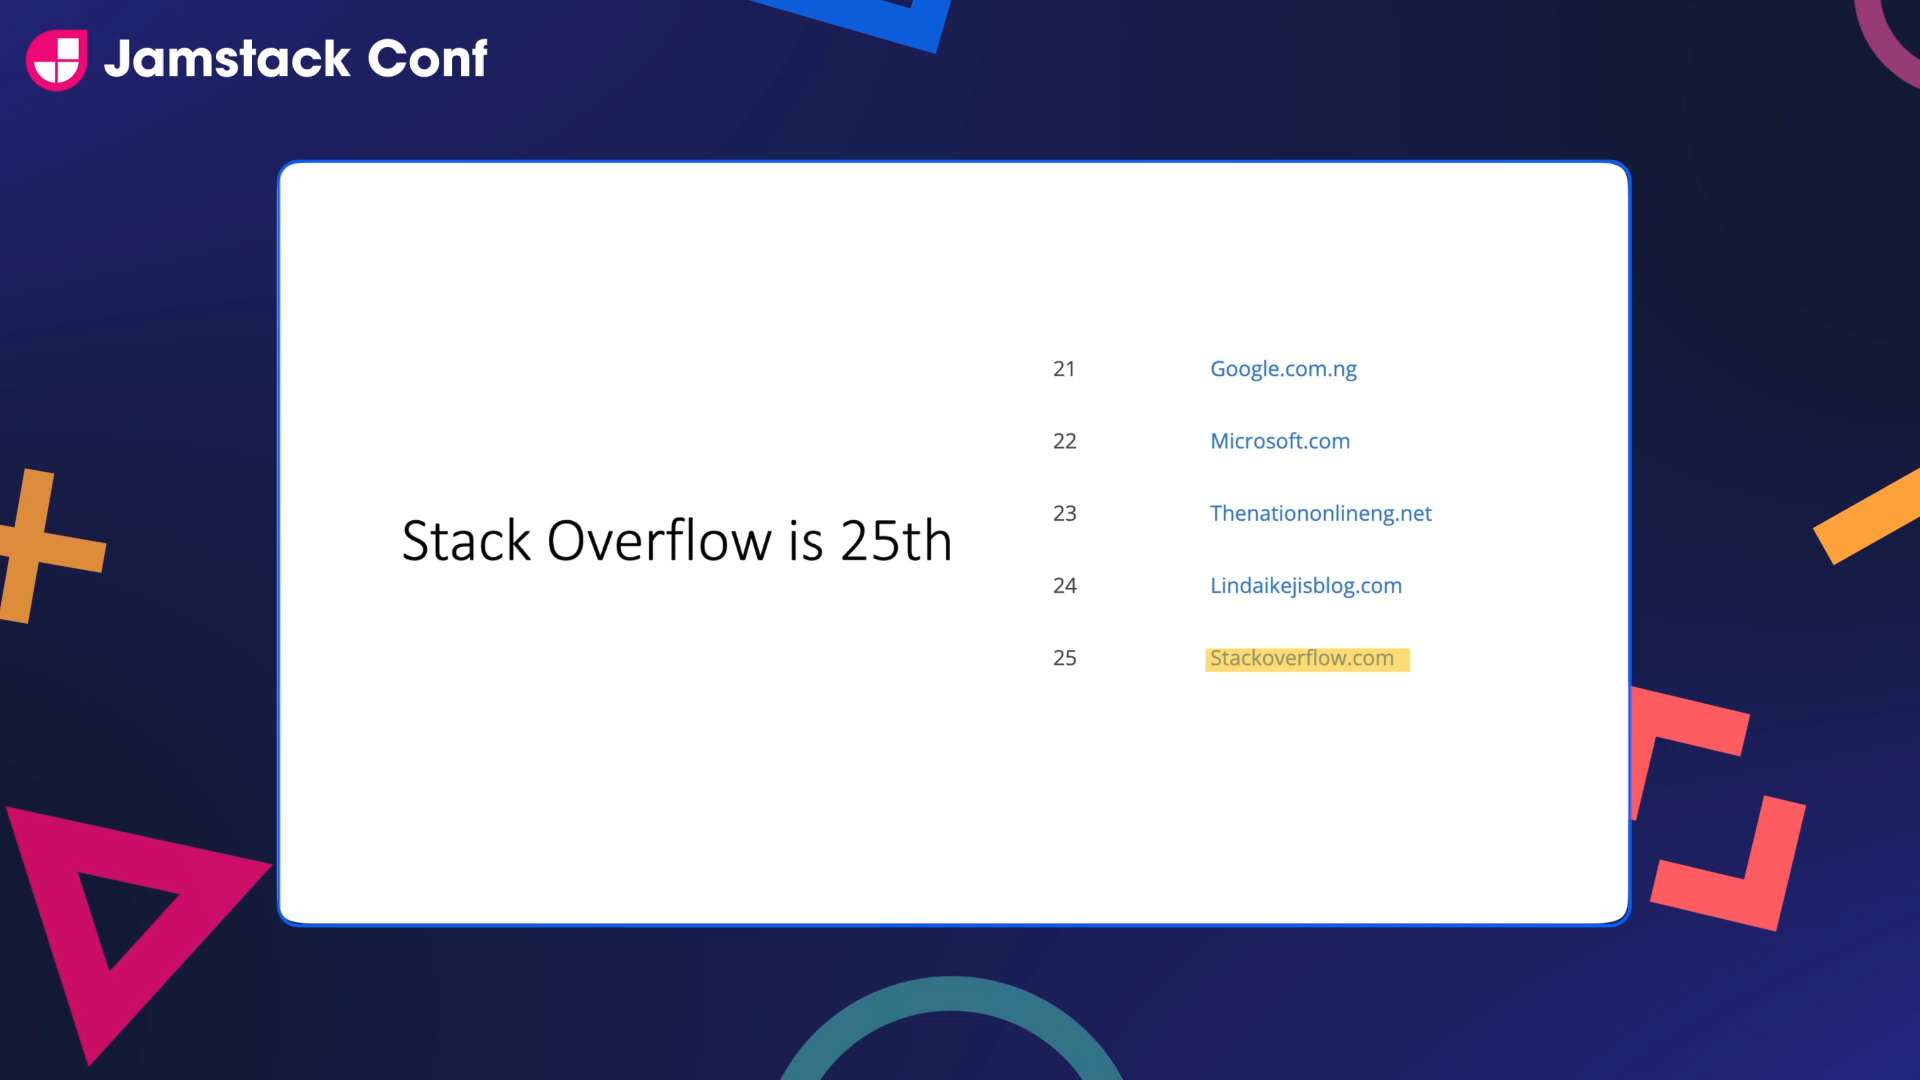 Jamstack Conf
Stack Overflow is 25th
21 Google.com.ng
22 Microsoft.com
23 Thenationonlineng.net
24 Lindaikejisblog.com
25 Stackoverflow.com